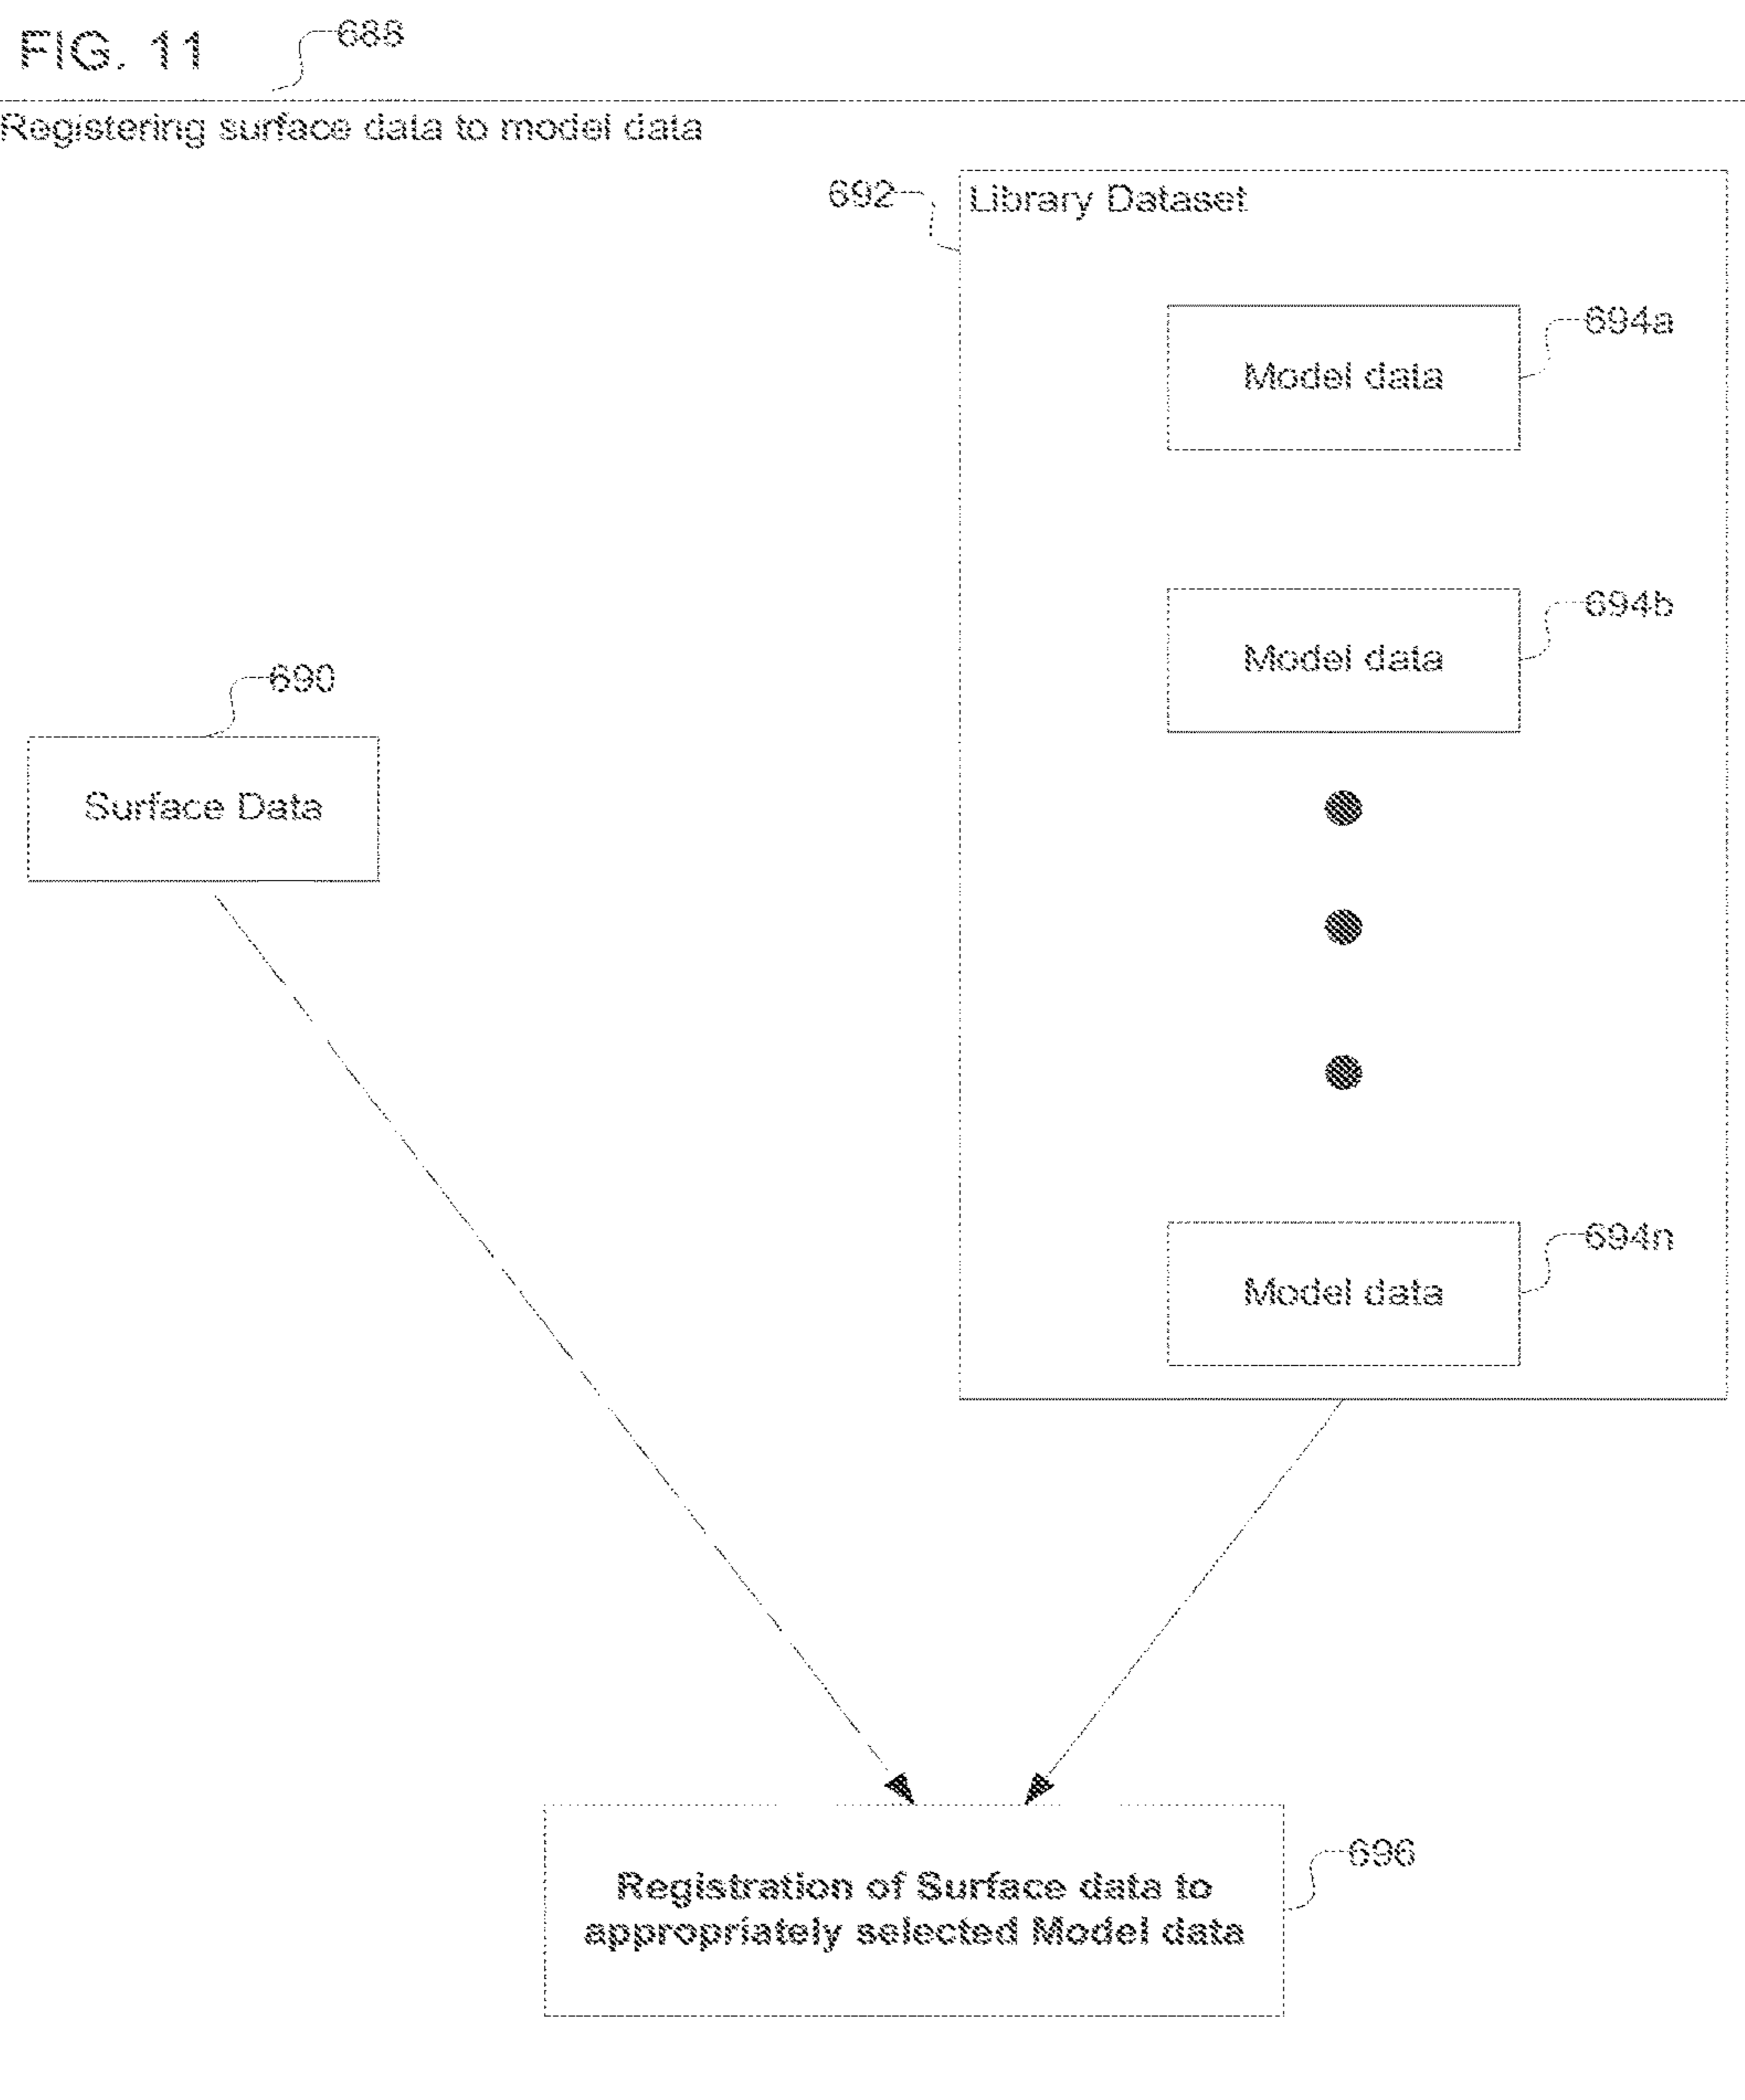 FIG. 11
688
Registering surface data to model data
692
Library Dataset
694a
Model data
694b
Model data
690
Surface Data
694n
Model data
696
Registration of Surface data to
appropriately selected Model data